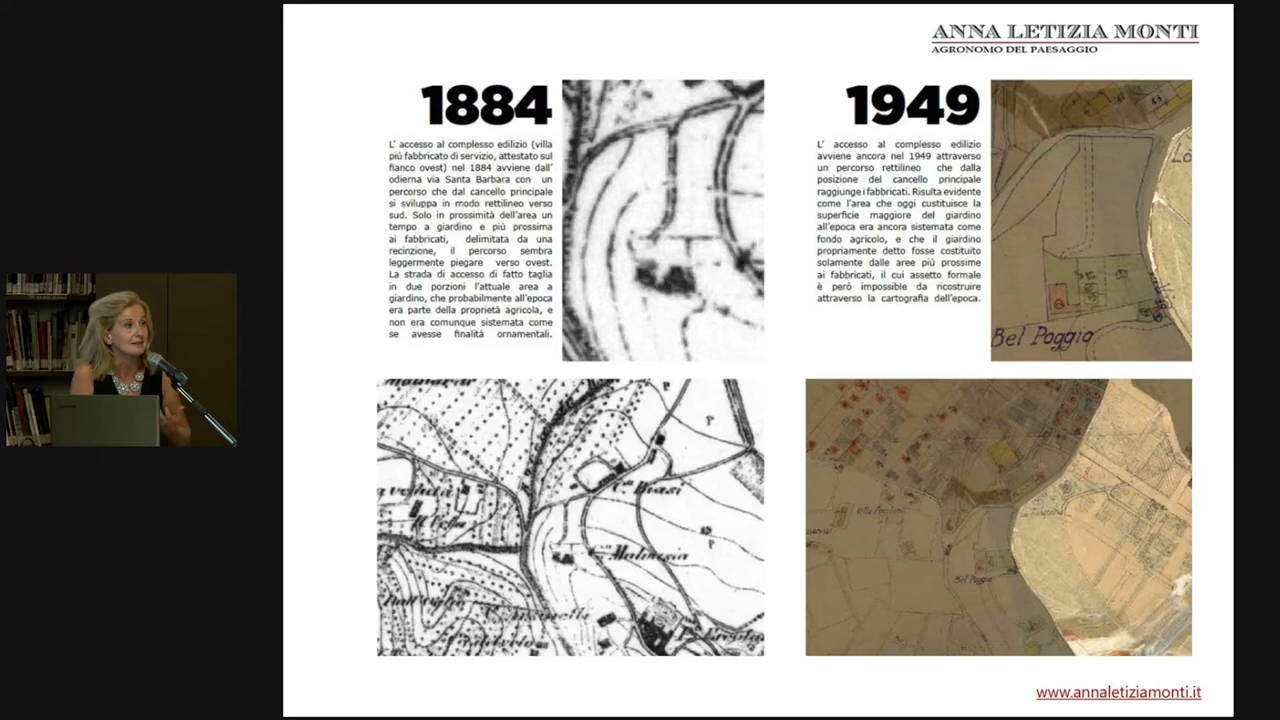 ANNA LETIZIA MONTI
AGRONOMO DEL PAESAGGIO
1884
L' accesso al complesso edilizio (villa
più fabbricato di servizio, attestato sul
fianco ovest) nel 1884 avviene dall'
odierna via Santa Barbara con un
percorso che dal cancello principale
si sviluppa in modo rettilineo verso
sud. Solo in prossimità dell'area un
tempo a giardino e più prossima
ai fabbricati, delimitata da una
recinzione, il percorso sembra
leggermente piegare verso ovest.
La strada di accesso di fatto taglia
in due porzioni l'attuale area a
giardino, che probabilmente all'epoca
era parte della proprietà agricola, e
non era comunque sistemata come
se avesse finalità ornamentali.
1949
L' accesso al complesso edilizio
avviene ancora nel 1949 attraverso
un percorso rettilineo che dalla
posizione del cancello principale
raggiunge i fabbricati. Risulta evidente
come l'area che oggi custituisce la
superficie maggiore del giardino
all'epoca era ancora sistemata come
fondo agricolo, e che il giardino
propriamente detto fosse costituito
solamente dalle aree più prossime
ai fabbricati, il cui assetto formale
è però impossibile da ricostruire
attraverso la cartografia dell'epoca.
Bel Poggio
Bel Poggio
www.annaletiziamonti.it